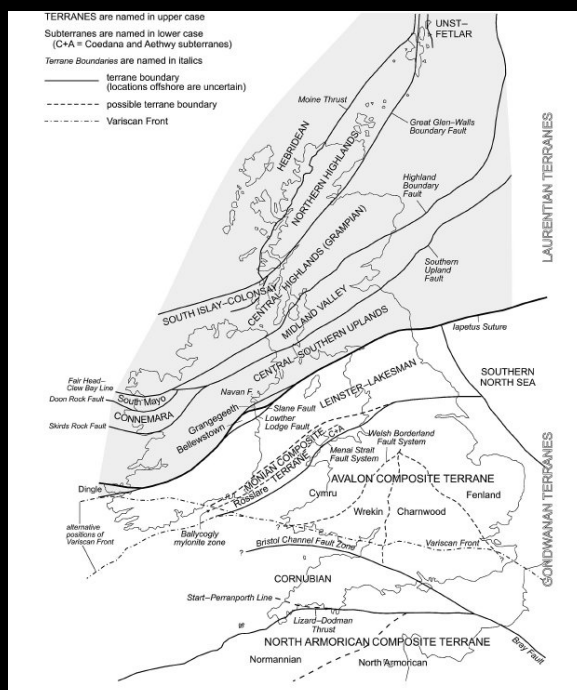 TERRANES are named in upper case
Subterranes are named in lower case
(C+A = Coedana and Aethwy subterranes)
Terrane Boundaries are named in italics
terrane boundary
(locations offshore are uncertain)
possible terrane boundary
Variscan Front
UNST–
FETLAR
Moine Thrust
Great Glen-Walls
Boundary Fault
HEBRIDEAN
NORTHERN HIGHLANDS
LAURENTIAN TERRANES
Highland
Boundary
Fault
CENTRAL HIGHLANDS (GRAMPIAN)
Southern
Upland
Fault
SOUTH ISLAY–COLONSAY
MIDLAND VALLEY
CENTRAL-SOUTHERN UPLANDS
Iapetus Suture
Fair Head–
Clew Bay Line
South Mayo
Doon Rock Fault
CONNEMARA
Skirds Rock Fault
Navan F.
Grangegeeth
Bellewstown
Slane Fault
Lowther
Lodge Fault
LEINSTER–LAKESMAN
SOUTHERN
NORTH SEA
MONIAN COMPOSITE
TERRANE
C+A
Rosslare
Welsh Borderland
Fault System
Menai Strait
Fault System
Dingle
AVALON COMPOSITE TERRANE
Cymru
Fenland
Wrekin
Charnwood
GONDWANAN TERRANES
alternative
positions of
Variscan Front
Ballycogly
mylonite zone
Bristol Channel Fault Zone
Variscan Front
?
CORNUBIAN
Start–Perranporth Line
Lizard–Dodman
Thrust
NORTH ARMORICAN COMPOSITE TERRANE
Bray Fault
Normannian
North Armorican